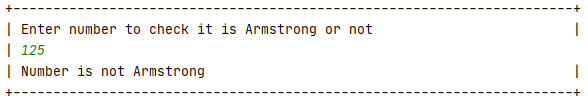 +----------------------------------------------------------------------+
| Enter number to check it is Armstrong or not                         |
| 125
| Number is not Armstrong                                              |
+----------------------------------------------------------------------+